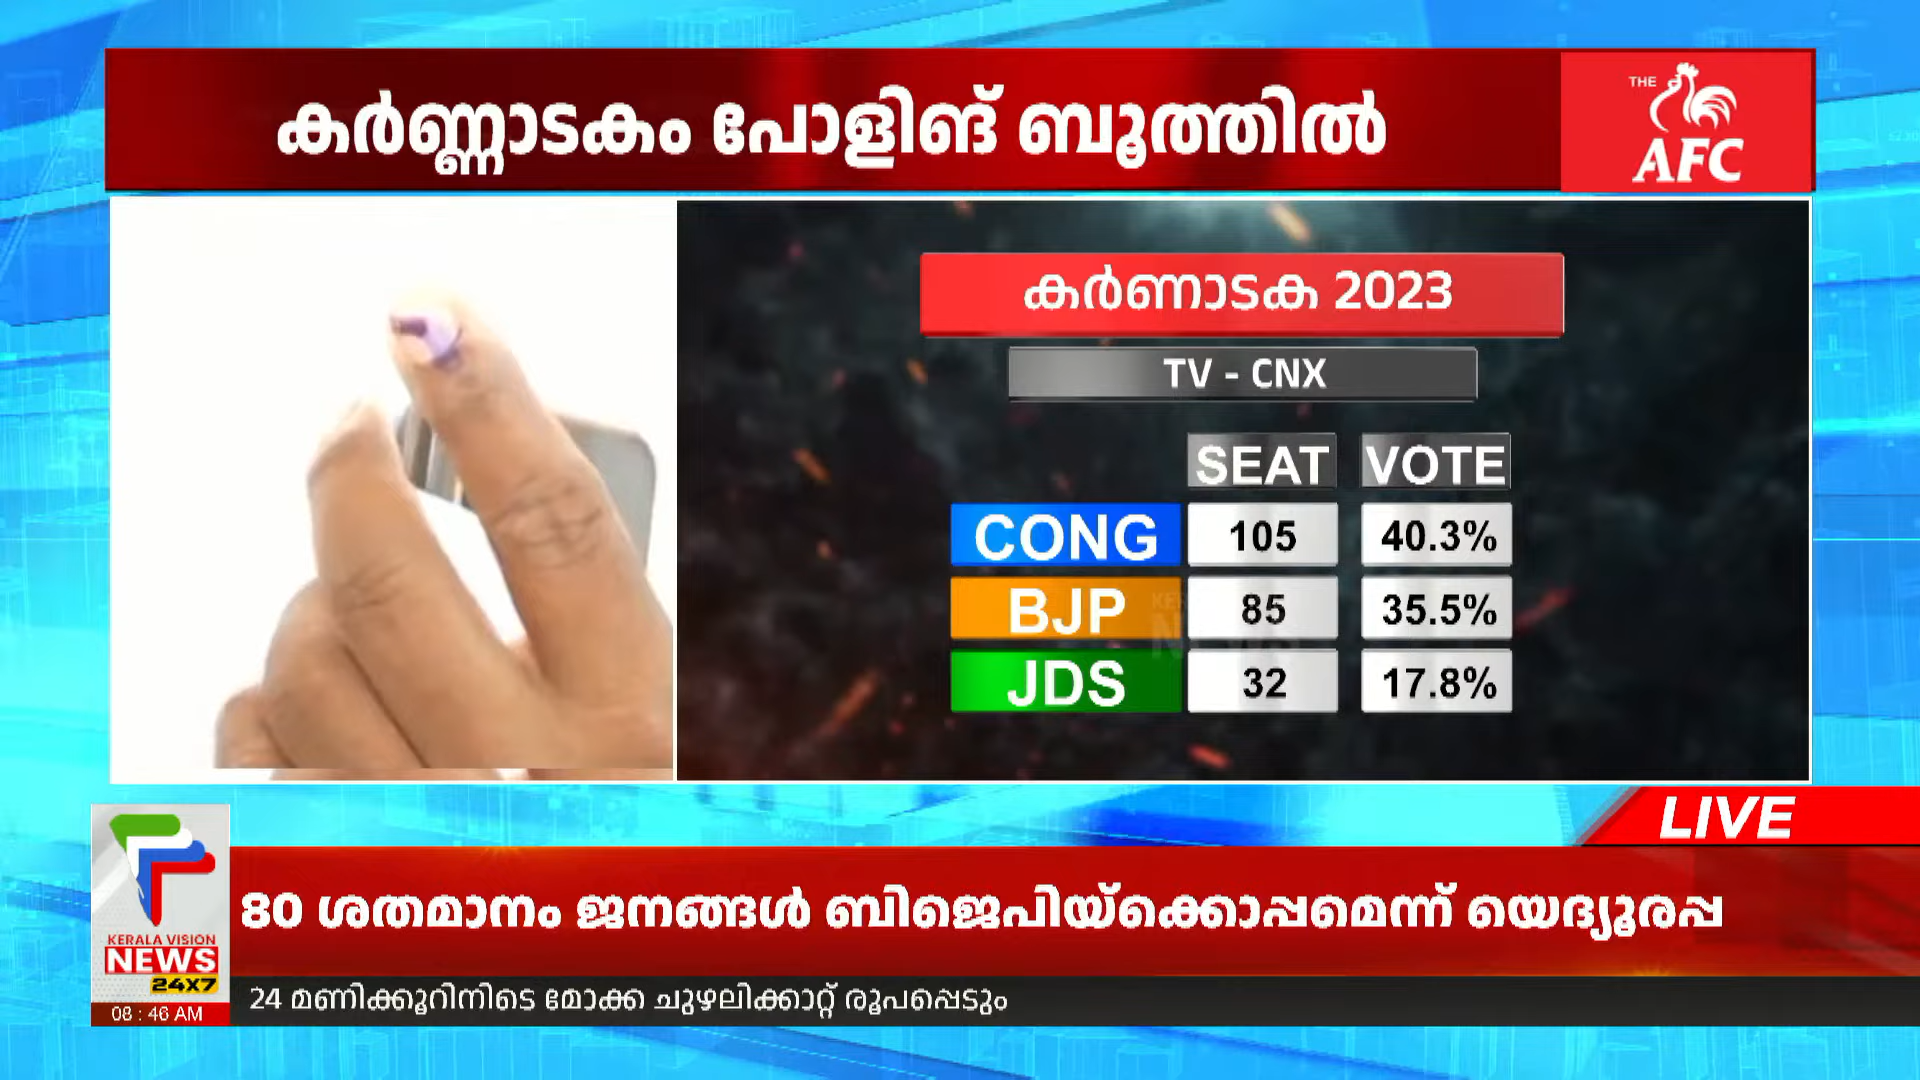 കർണ്ണാടകം പോളിങ് ബൂത്തിൽ
THE
AFC
കർണാടക 2023
TV - CNX
SEAT VOTE
CONG 105 40.3%
BJP 85 35.5%
JDS 32 17.8%
LIVE
KERALA VISION
NEWS
24X7
08 : 46 AM
80 ശതമാനം ജനങ്ങൾ ബിജെപിയ്ക്കൊപ്പമെന്ന് യെദ്യൂരപ്പ
24 മണിക്കൂറിനിടെ മോക്ക ചുഴലിക്കാറ്റ് രൂപപ്പെടും